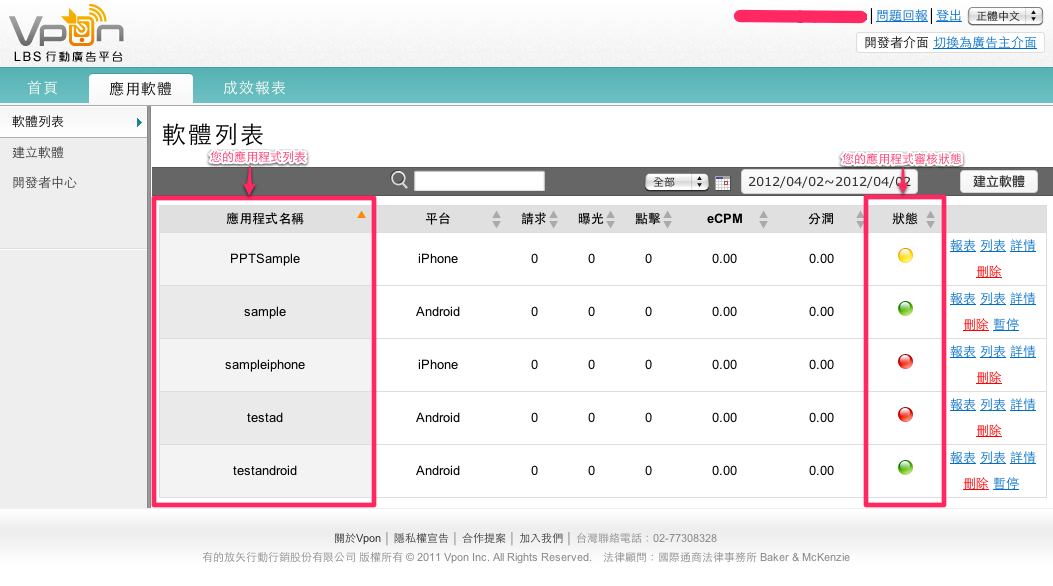 Vpon
LBS 行動廣告平台
問題回報 登出 正體中文
開發者介面 切換為廣告主介面
首頁 應用軟體 成效報表
軟體列表
建立軟體
開發者中心
軟體列表
您的應用程式列表 您的應用程式審核狀態
全部 2012/04/02~2012/04/02 建立軟體
應用程式名稱 平台 請求 曝光 點擊 eCPM 分潤 狀態
PPTSample iPhone 0 0 0 0.00 0.00 報表 列表 詳情
刪除
sample Android 0 0 0 0.00 0.00 報表 列表 詳情
刪除 暫停
sampleiphone iPhone 0 0 0 0.00 0.00 報表 列表 詳情
刪除
testad Android 0 0 0 0.00 0.00 報表 列表 詳情
刪除
testandroid Android 0 0 0 0.00 0.00 報表 列表 詳情
刪除 暫停
關於Vpon │ 隱私權宣告 │ 合作提案 │ 加入我們 │ 台灣聯絡電話：02-77308328
有的放矢行動行銷股份有限公司 版權所有 © 2011 Vpon Inc. All Rights Reserved. 法律顧問：國際通商法律事務所 Baker & McKenzie